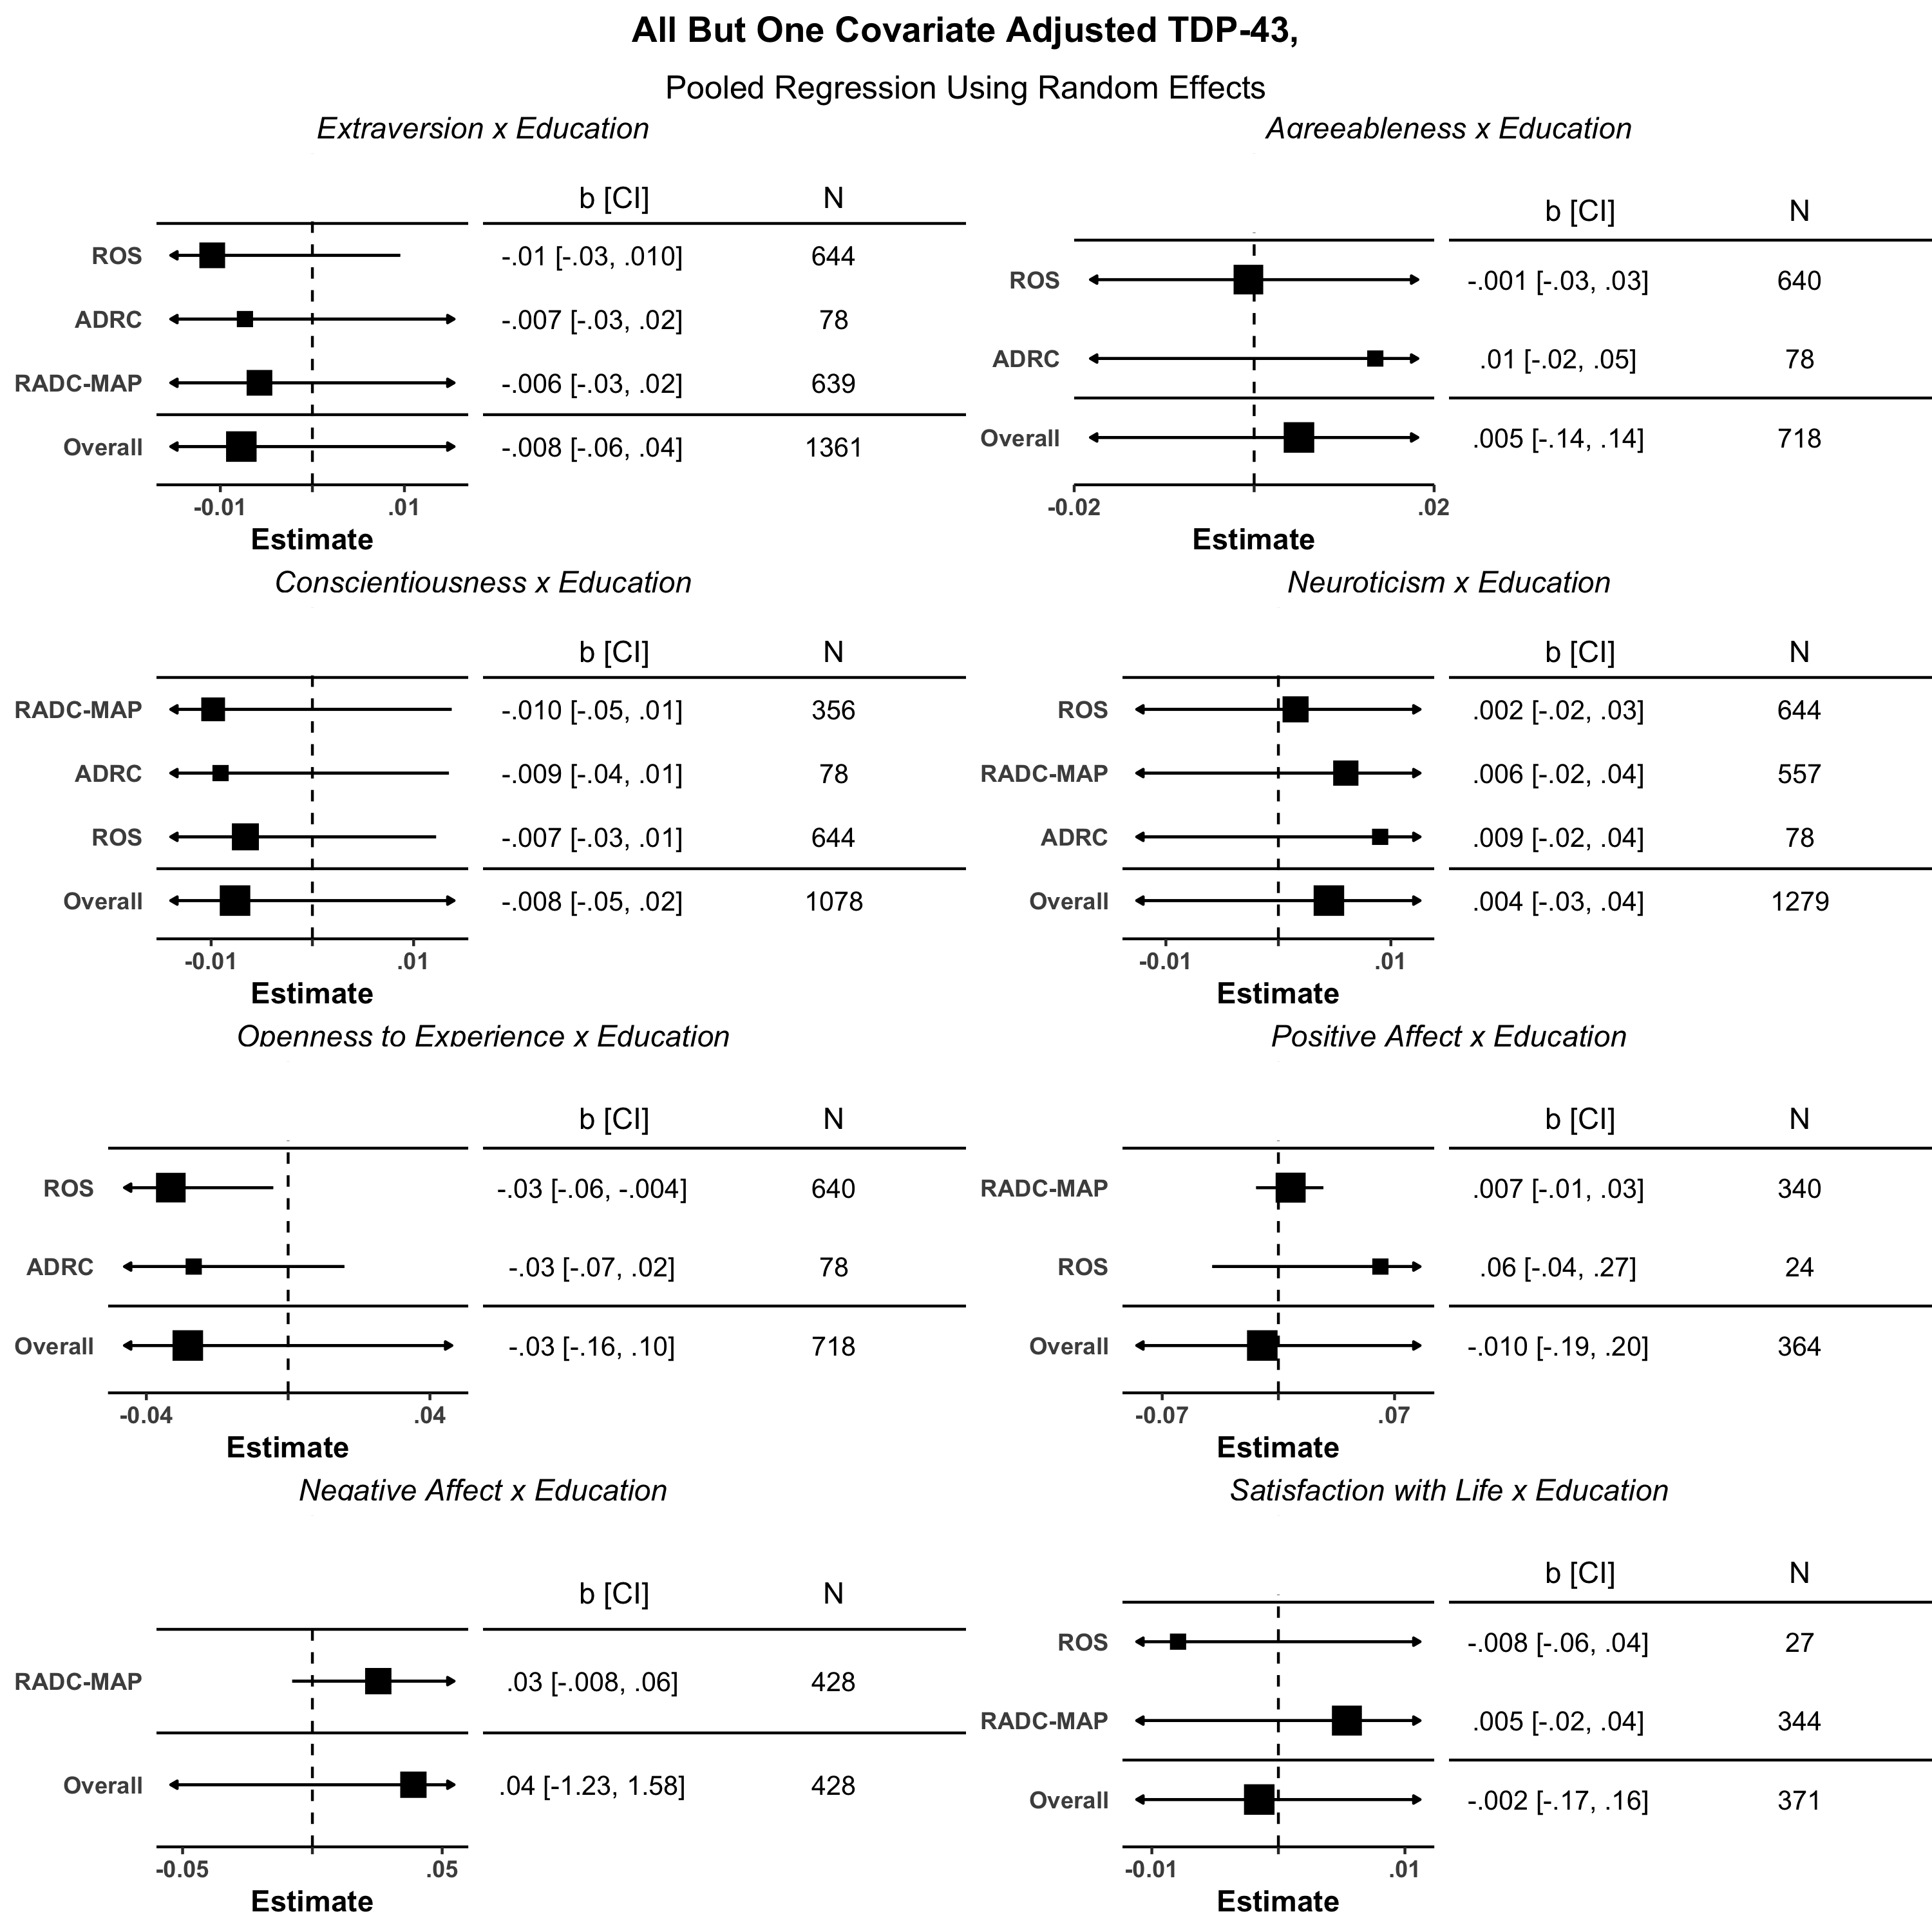 All But One Covariate Adjusted TDP-43,
Pooled Regression Using Random Effects
Extraversion x Education
b [CI] N
ROS -.01 [-.03, .010] 644
ADRC -.007 [-.03, .02] 78
RADC-MAP -.006 [-.03, .02] 639
Overall -.008 [-.06, .04] 1361
-0.01 .01
Estimate
Agreeableness x Education
b [CI] N
ROS -.001 [-.03, .03] 640
ADRC .01 [-.02, .05] 78
Overall .005 [-.14, .14] 718
-0.02 .02
Estimate
Conscientiousness x Education
b [CI] N
RADC-MAP -.010 [-.05, .01] 356
ADRC -.009 [-.04, .01] 78
ROS -.007 [-.03, .01] 644
Overall -.008 [-.05, .02] 1078
-0.01 .01
Estimate
Neuroticism x Education
b [CI] N
ROS .002 [-.02, .03] 644
RADC-MAP .006 [-.02, .04] 557
ADRC .009 [-.02, .04] 78
Overall .004 [-.03, .04] 1279
-0.01 .01
Estimate
Openness to Experience x Education
b [CI] N
ROS -.03 [-.06, -.004] 640
ADRC -.03 [-.07, .02] 78
Overall -.03 [-.16, .10] 718
-0.04 .04
Estimate
Positive Affect x Education
b [CI] N
RADC-MAP .007 [-.01, .03] 340
ROS .06 [-.04, .27] 24
Overall -.010 [-.19, .20] 364
-0.07 .07
Estimate
Negative Affect x Education
b [CI] N
RADC-MAP .03 [-.008, .06] 428
Overall .04 [-1.23, 1.58] 428
-0.05 .05
Estimate
Satisfaction with Life x Education
b [CI] N
ROS -.008 [-.06, .04] 27
RADC-MAP .005 [-.02, .04] 344
Overall -.002 [-.17, .16] 371
-0.01 .01
Estimate